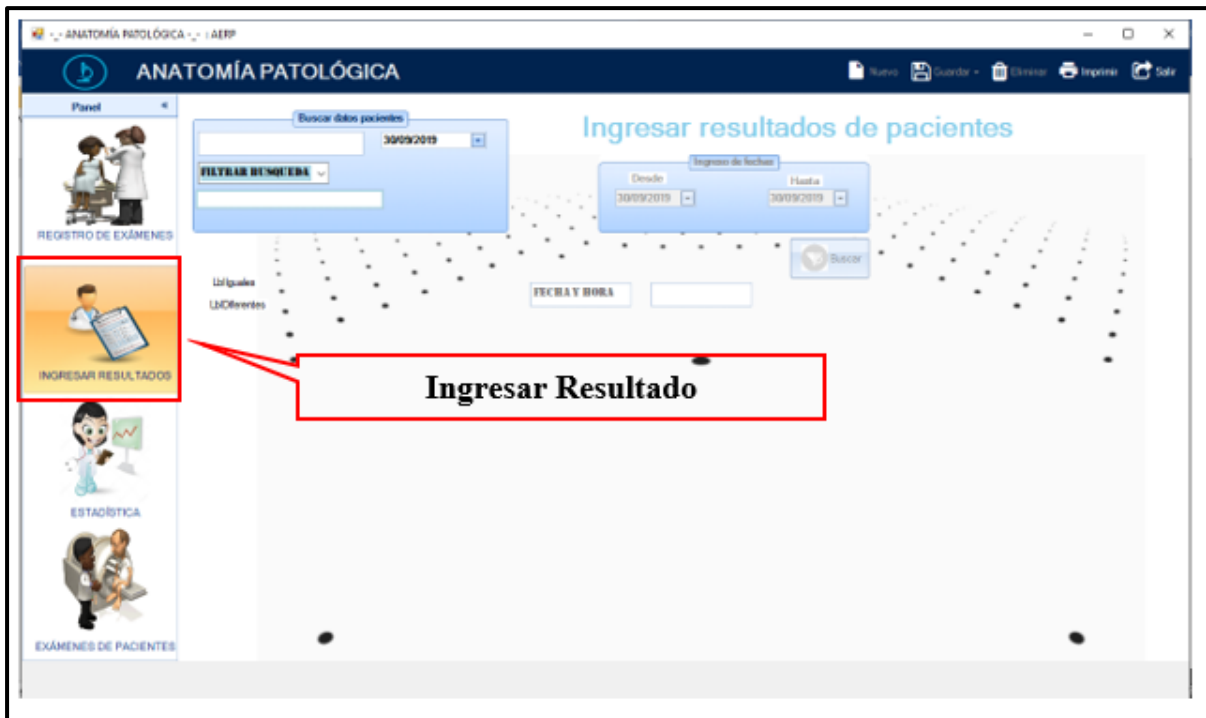 -_- ANATOMÍA PATOLÓGICA -_- : AERP
ANATOMÍA PATOLÓGICA
Nuevo Guardar Eliminar Imprimir Salir
Panel
REGISTRO DE EXÁMENES
INGRESAR RESULTADOS
ESTADÍSTICA
EXÁMENES DE PACIENTES
Buscar datos pacientes
30/09/2019
FILTRAR BUSQUEDA
Ingresar resultados de pacientes
Ingreso de fechas
Desde Hasta
30/09/2019 30/09/2019
Buscar
LblIguales
LblDiferentes
FECHA Y HORA
Ingresar Resultado